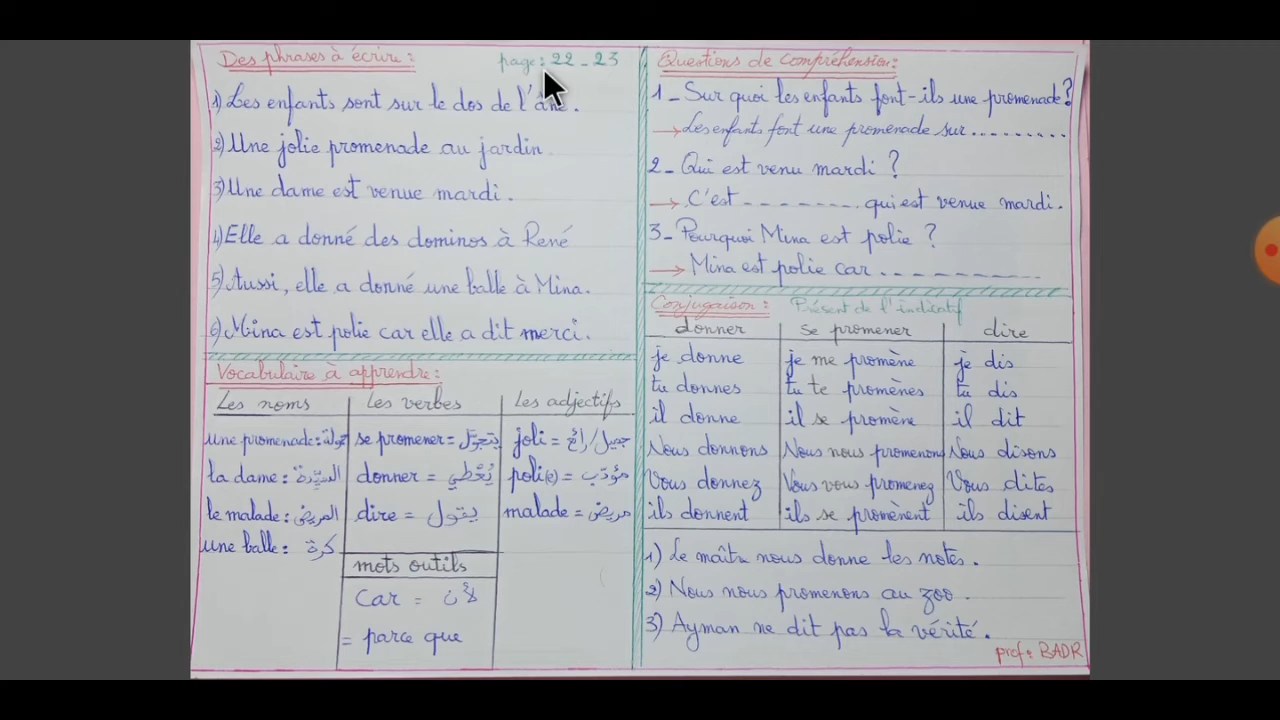 Des phrases à écrire : page : 22 - 23
1) Les enfants sont sur le dos de l'âne.
2) Une jolie promenade au jardin
3) Une dame est venue mardi.
4) Elle a donné des dominos à René
5) Aussi, elle a donné une balle à Mina.
6) Mina est polie car elle a dit merci.
Vocabulaire à apprendre :
Les noms
une promenade : جولة
la dame : السيّدة
le malade : المريض
une balle : كرة
Les verbes
se promener = يتجوّل
donner = يُعْطي
dire = يقول
mots outils
Car = لأن
= parce que
Les adjectifs
joli = جميل/رائع
poli(e) = مؤدّب
malade = مريض
Questions de compréhension :
1 - Sur quoi les enfants font-ils une promenade ?
→ Les enfants font une promenade sur ..........
2 - Qui est venu mardi ?
→ C'est -------- qui est venue mardi.
3 - Pourquoi Mina est polie ?
→ Mina est polie car ----------
Conjugaison : Présent de l'indicatif
donner | se promener | dire
je donne | je me promène | je dis
tu donnes | tu te promènes | tu dis
il donne | il se promène | il dit
Nous donnons | Nous nous promenons | Nous disons
Vous donnez | Vous vous promenez | Vous dites
ils donnent | ils se promènent | ils disent
1) Le maître nous donne les notes.
2) Nous nous promenons au zoo.
3) Ayman ne dit pas la vérité.
prof : BADR